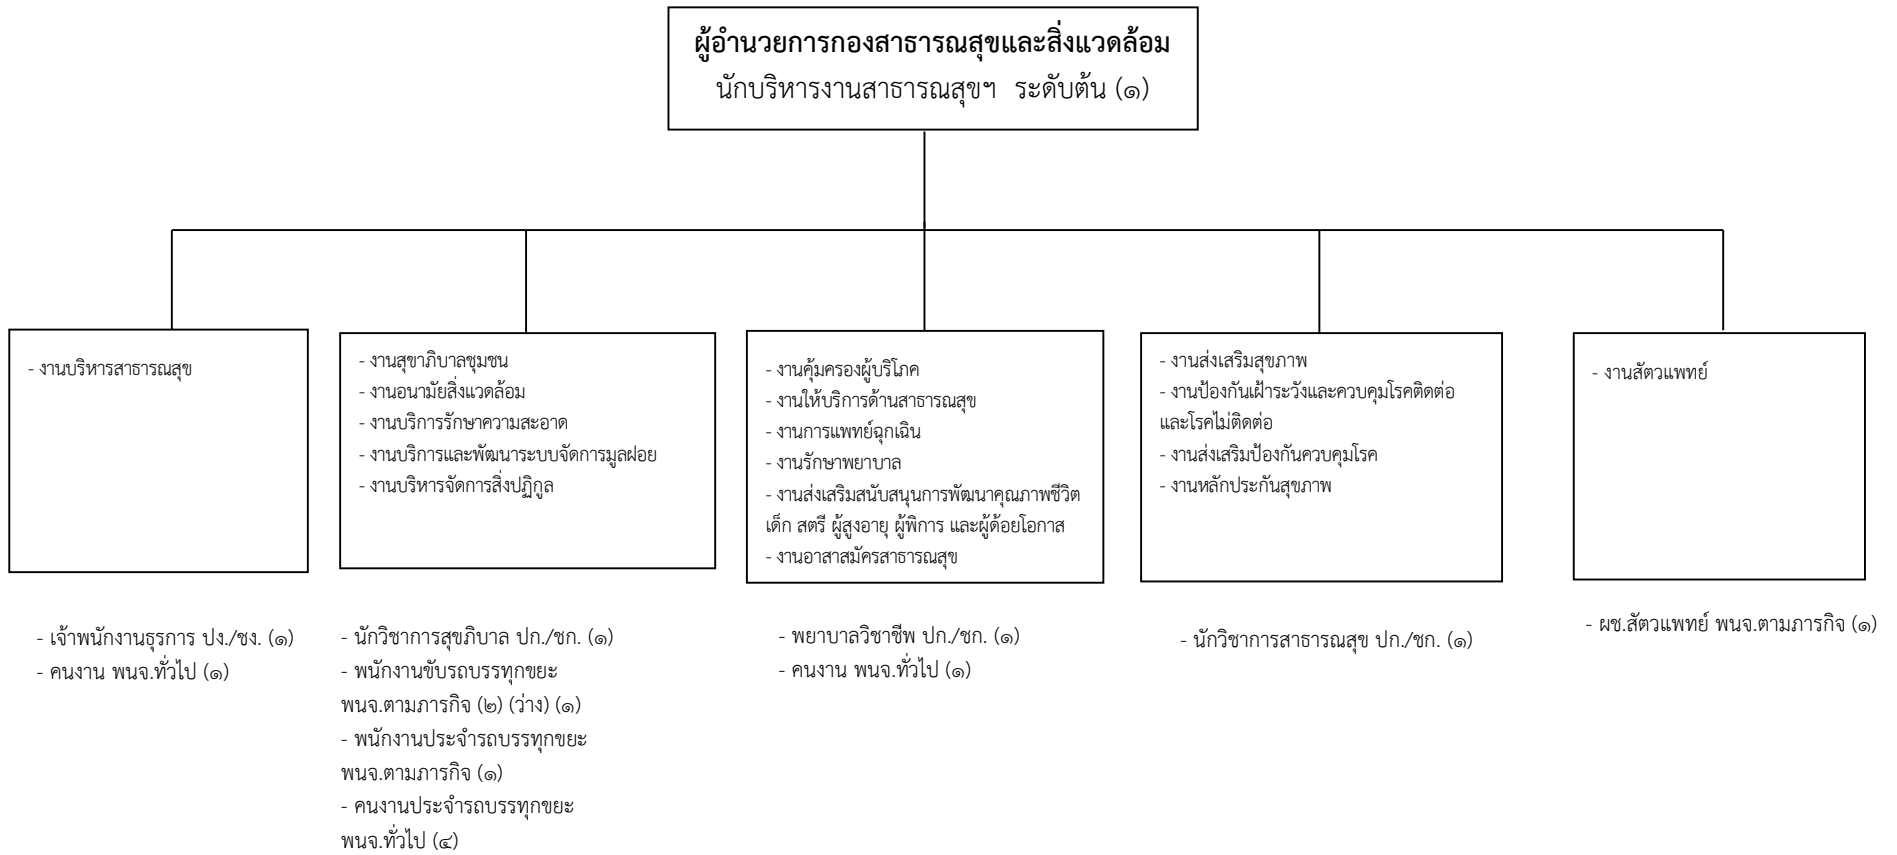 ผู้อำนวยการกองสาธารณสุขและสิ่งแวดล้อม
นักบริหารงานสาธารณสุขฯ ระดับต้น (๑)
- งานบริหารสาธารณสุข
- งานสุขาภิบาลชุมชน
- งานอนามัยสิ่งแวดล้อม
- งานบริการรักษาความสะอาด
- งานบริการและพัฒนาระบบจัดการมูลฝอย
- งานบริหารจัดการสิ่งปฏิกูล
- งานคุ้มครองผู้บริโภค
- งานให้บริการด้านสาธารณสุข
- งานการแพทย์ฉุกเฉิน
- งานรักษาพยาบาล
- งานส่งเสริมสนับสนุนการพัฒนาคุณภาพชีวิต
เด็ก สตรี ผู้สูงอายุ ผู้พิการ และผู้ด้อยโอกาส
- งานอาสาสมัครสาธารณสุข
- งานส่งเสริมสุขภาพ
- งานป้องกันเฝ้าระวังและควบคุมโรคติดต่อ
และโรคไม่ติดต่อ
- งานส่งเสริมป้องกันควบคุมโรค
- งานหลักประกันสุขภาพ
- งานสัตวแพทย์
- เจ้าพนักงานธุรการ ปง./ชง. (๑)
- คนงาน พนจ.ทั่วไป (๑)
- นักวิชาการสุขภิบาล ปก./ชก. (๑)
- พนักงานขับรถบรรทุกขยะ
พนจ.ตามภารกิจ (๒) (ว่าง) (๑)
- พนักงานประจำรถบรรทุกขยะ
พนจ.ตามภารกิจ (๑)
- คนงานประจำรถบรรทุกขยะ
พนจ.ทั่วไป (๔)
- พยาบาลวิชาชีพ ปก./ชก. (๑)
- คนงาน พนจ.ทั่วไป (๑)
- นักวิชาการสาธารณสุข ปก./ชก. (๑)
- ผช.สัตวแพทย์ พนจ.ตามภารกิจ (๑)